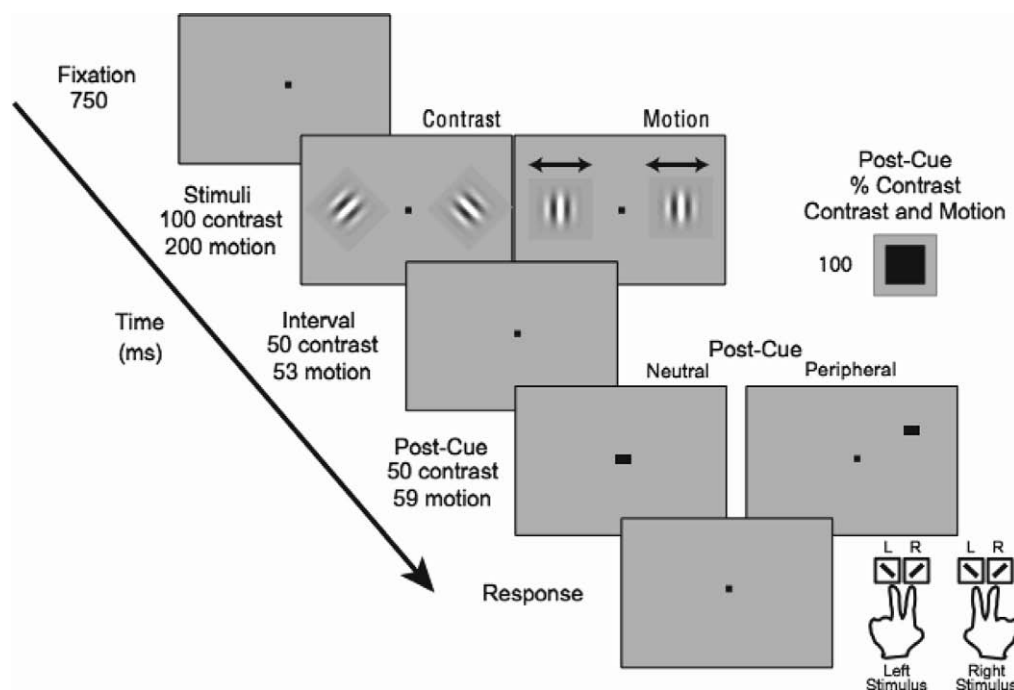 Fixation
750
Contrast
Motion
Stimuli
100 contrast
200 motion
Post-Cue
% Contrast
Contrast and Motion
100
Time
(ms)
Interval
50 contrast
53 motion
Post-Cue
Neutral
Peripheral
Post-Cue
50 contrast
59 motion
Response
L R L R
Left
Stimulus
Right
Stimulus